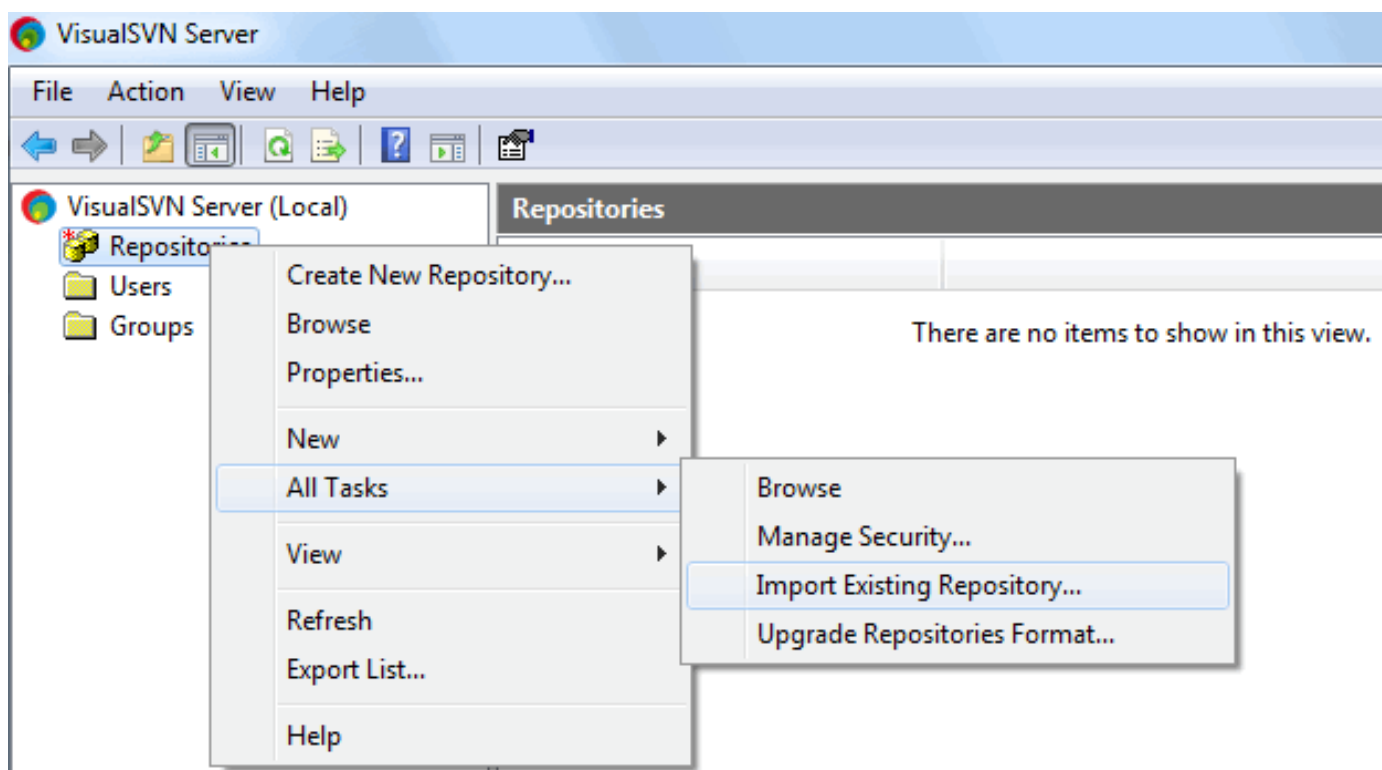 VisualSVN Server
File Action View Help
VisualSVN Server (Local)
Repositories
Users
Groups
Repositories
There are no items to show in this view.
Create New Repository...
Browse
Properties...
New
All Tasks
View
Refresh
Export List...
Help
Browse
Manage Security...
Import Existing Repository...
Upgrade Repositories Format...